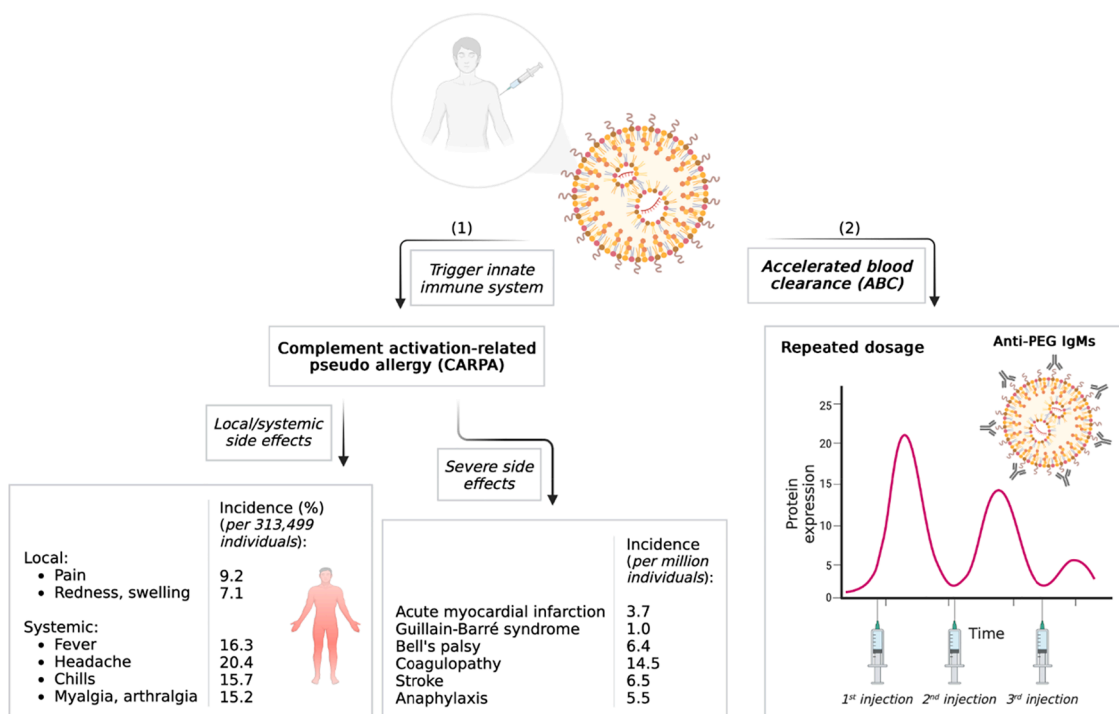 (1)
Trigger innate
immune system
Complement activation-related
pseudo allergy (CARPA)
Local/systemic
side effects
Severe side
effects
Incidence (%)
(per 313,499
individuals):
Local:
• Pain 9.2
• Redness, swelling 7.1
Systemic:
• Fever 16.3
• Headache 20.4
• Chills 15.7
• Myalgia, arthralgia 15.2
Incidence
(per million
individuals):
Acute myocardial infarction 3.7
Guillain-Barré syndrome 1.0
Bell's palsy 6.4
Coagulopathy 14.5
Stroke 6.5
Anaphylaxis 5.5
(2)
Accelerated blood
clearance (ABC)
Repeated dosage
Anti-PEG IgMs
Protein
expression
25
20
15
10
5
0
Time
1st injection 2nd injection 3rd injection